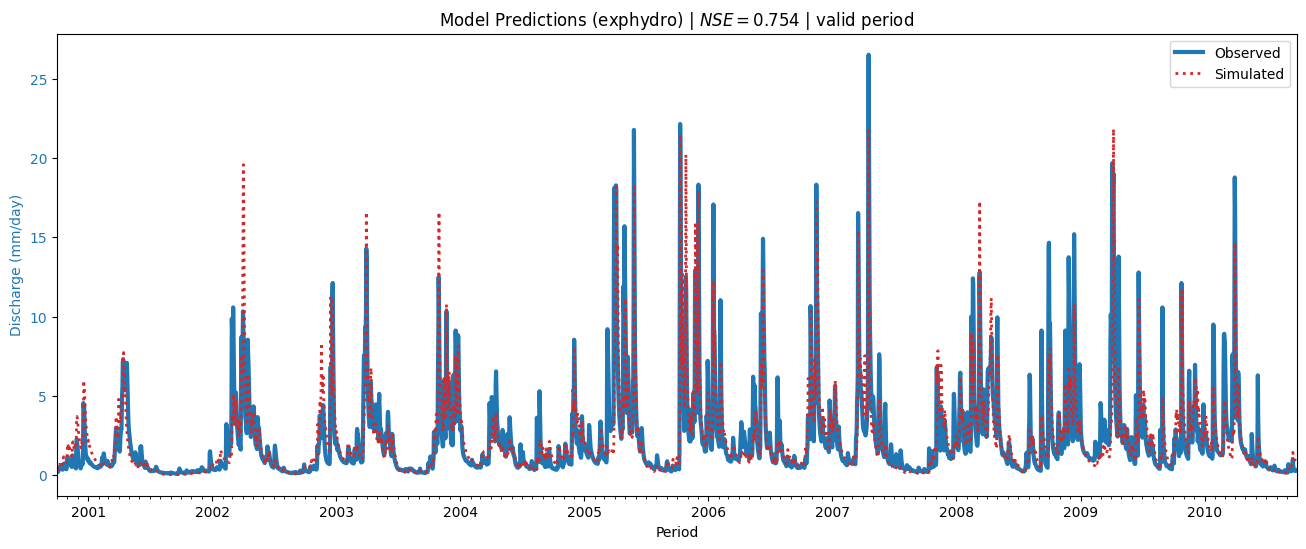 Model Predictions (exphydro) | NSE = 0.754 | valid period
Observed
Simulated
25
20
15
10
5
0
Discharge (mm/day)
2001 2002 2003 2004 2005 2006 2007 2008 2009 2010
Period